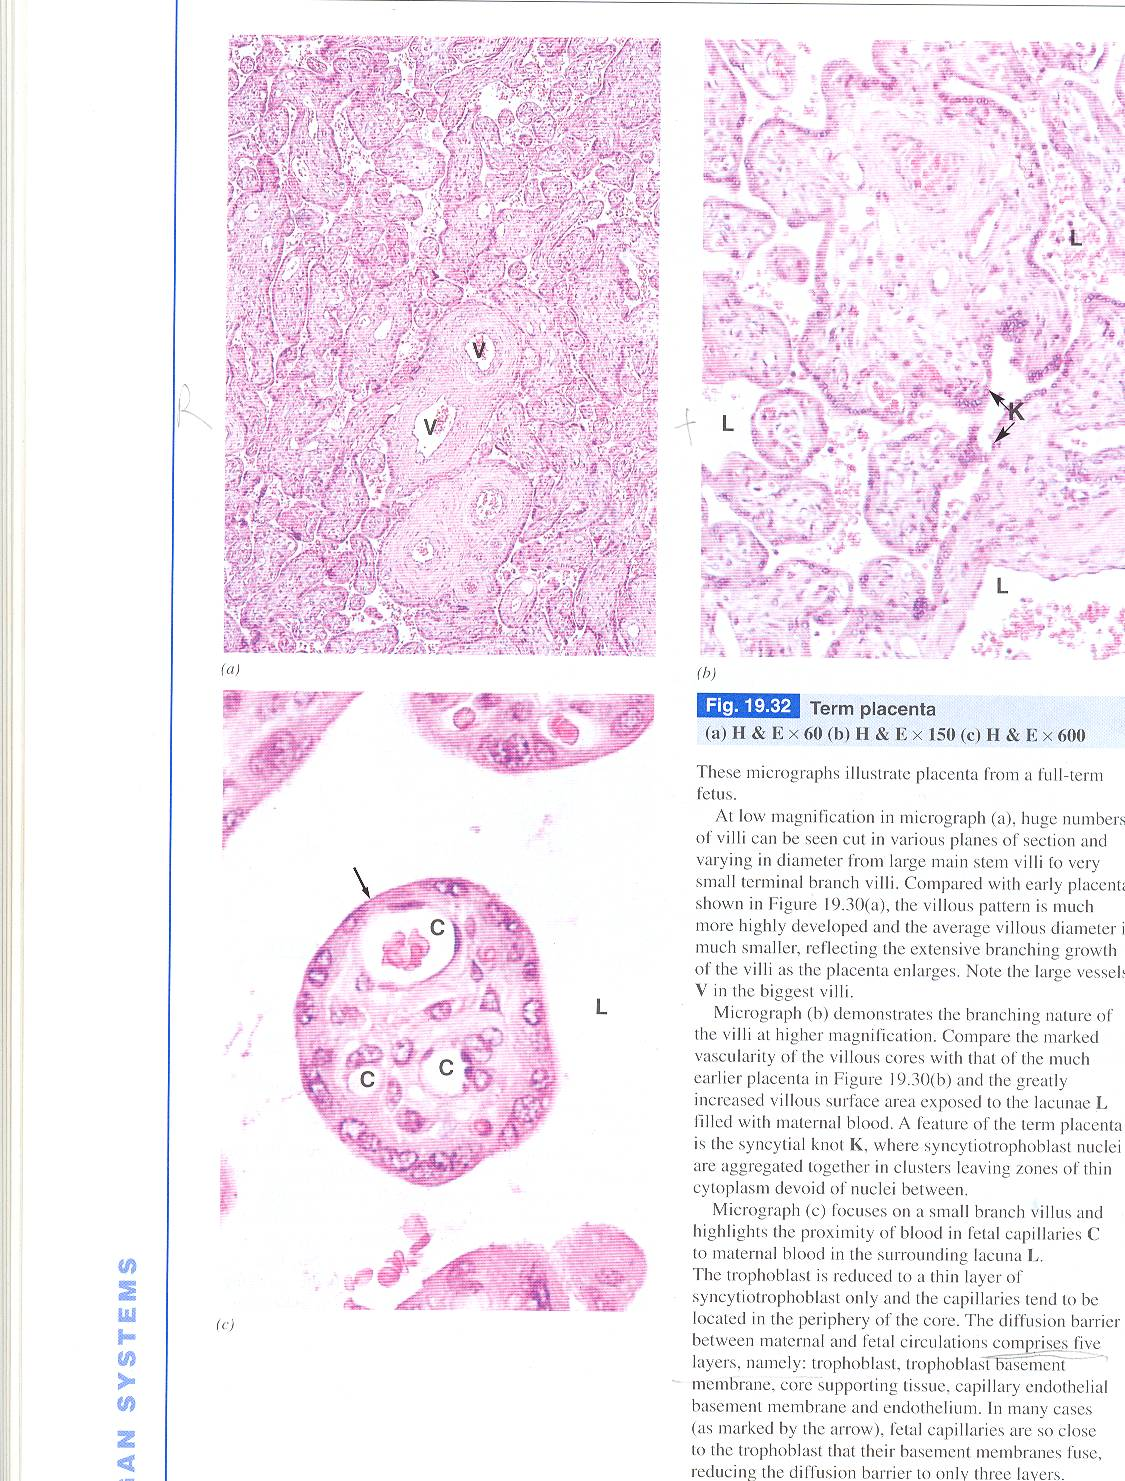 V
V
(a)
L
L
K
L
(b)
C
C
C
L
(c)
Fig. 19.32 Term placenta
(a) H & E × 60 (b) H & E × 150 (c) H & E × 600
These micrographs illustrate placenta from a full-term
fetus.
At low magnification in micrograph (a), huge numbers
of villi can be seen cut in various planes of section and
varying in diameter from large main stem villi to very
small terminal branch villi. Compared with early placenta
shown in Figure 19.30(a), the villous pattern is much
more highly developed and the average villous diameter i
much smaller, reflecting the extensive branching growth
of the villi as the placenta enlarges. Note the large vessels
V in the biggest villi.
Micrograph (b) demonstrates the branching nature of
the villi at higher magnification. Compare the marked
vascularity of the villous cores with that of the much
earlier placenta in Figure 19.30(b) and the greatly
increased villous surface area exposed to the lacunae L
filled with maternal blood. A feature of the term placenta
is the syncytial knot K, where syncytiotrophoblast nuclei
are aggregated together in clusters leaving zones of thin
cytoplasm devoid of nuclei between.
Micrograph (c) focuses on a small branch villus and
highlights the proximity of blood in fetal capillaries C
to maternal blood in the surrounding lacuna L.
The trophoblast is reduced to a thin layer of
syncytiotrophoblast only and the capillaries tend to be
located in the periphery of the core. The diffusion barrier
between maternal and fetal circulations comprises five
layers, namely: trophoblast, trophoblast basement
membrane, core supporting tissue, capillary endothelial
basement membrane and endothelium. In many cases
(as marked by the arrow), fetal capillaries are so close
to the trophoblast that their basement membranes fuse,
reducing the diffusion barrier to only three layers.
GAN SYSTEMS
R